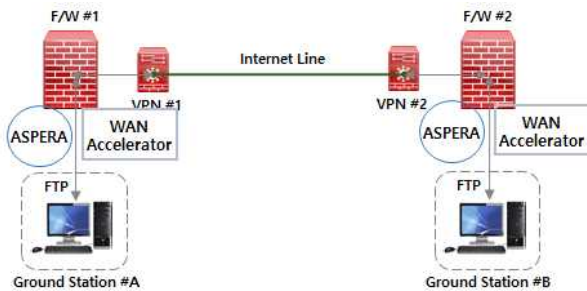 F/W #1
F/W #2
Internet Line
VPN #1
VPN #2
ASPERA
WAN
Accelerator
ASPERA
WAN
Accelerator
FTP
FTP
Ground Station #A
Ground Station #B